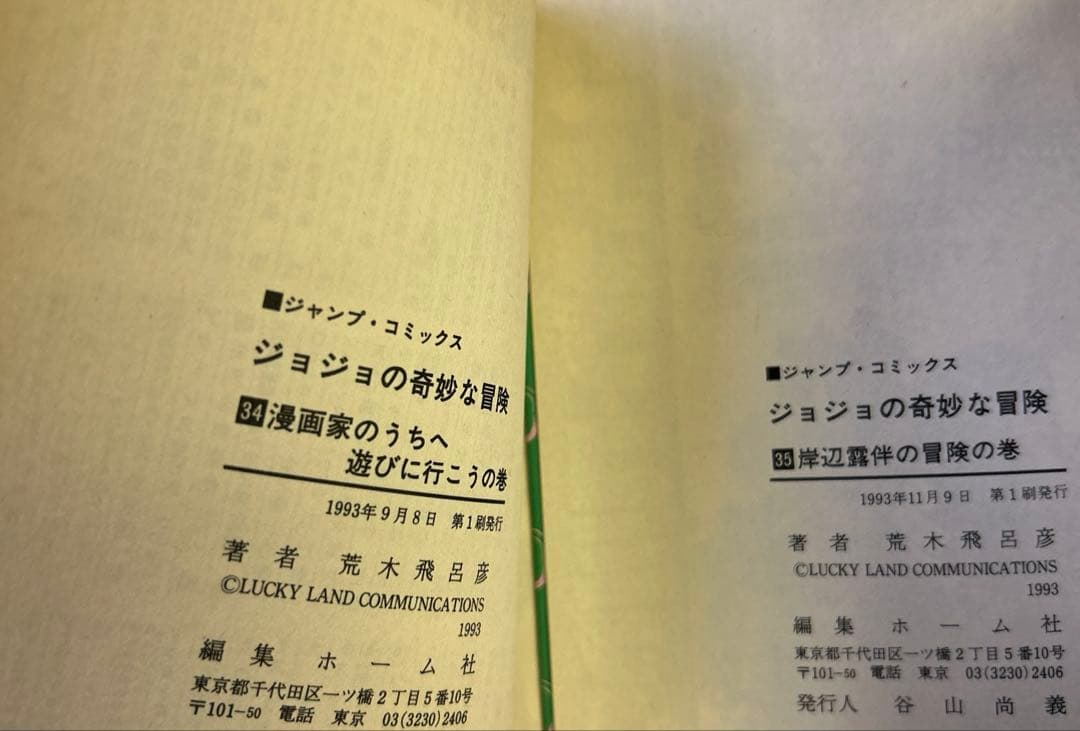 ■ジャンプ・コミックス
ジョジョの奇妙な冒険
34漫画家のうちへ
遊びに行こうの巻
1993年9月8日 第1刷発行
著者 荒木飛呂彦
©LUCKY LAND COMMUNICATIONS
1993
編集 ホーム社
東京都千代田区一ツ橋2丁目5番10号
〒101-50 電話 東京 03(3230)2406
■ジャンプ・コミックス
ジョジョの奇妙な冒険
35岸辺露伴の冒険の巻
1993年11月9日 第1刷発行
著者 荒木飛呂彦
©LUCKY LAND COMMUNICATIONS
1993
編集 ホーム社
東京都千代田区一ツ橋2丁目5番10号
〒101-50 電話 東京 03(3230)2406
発行人 谷山尚義